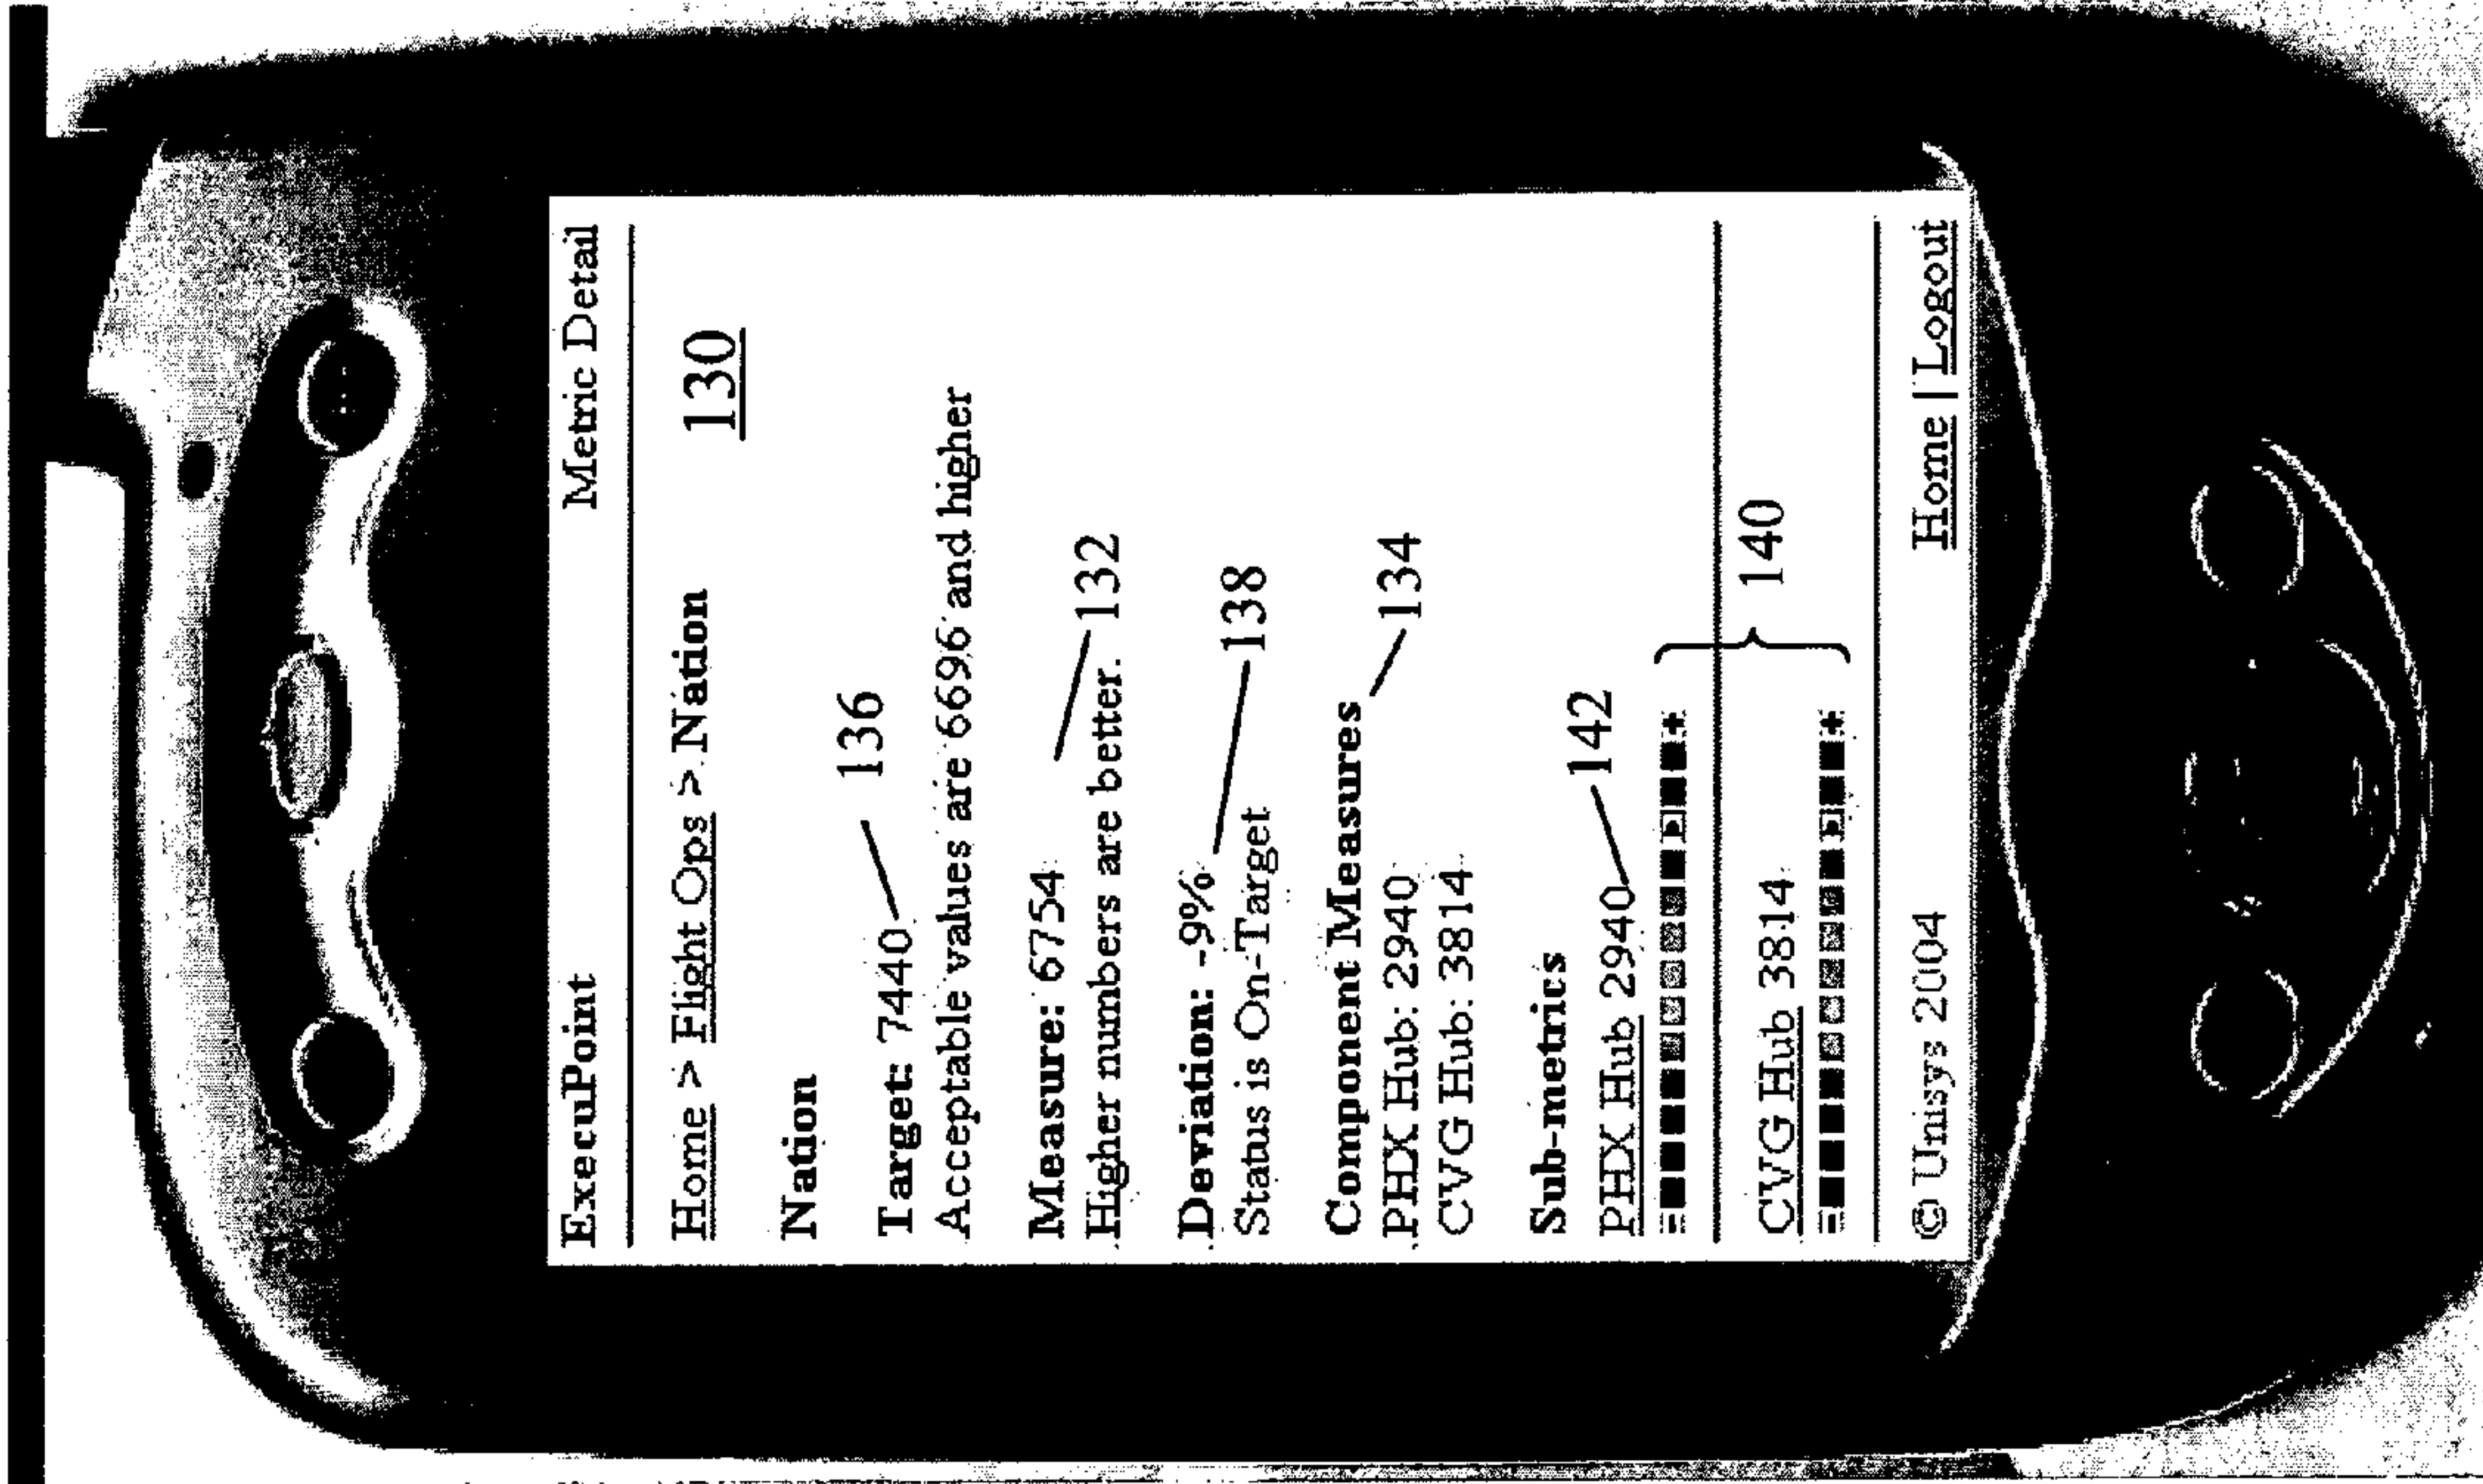 ExecuPoint Metric Detail
Home > Flight Ops > Nation
130
Nation
Target: 7440 136
Acceptable values are 6696 and higher
Measure: 6754 132
Higher numbers are better.
Deviation: -9% 138
Status is On-Target
Component Measures 134
PHX Hub: 2940
CVG Hub: 3814
Sub-metrics
PHX Hub 2940 142
140
CVG Hub 3814
© Unisys 2004 Home | Logout